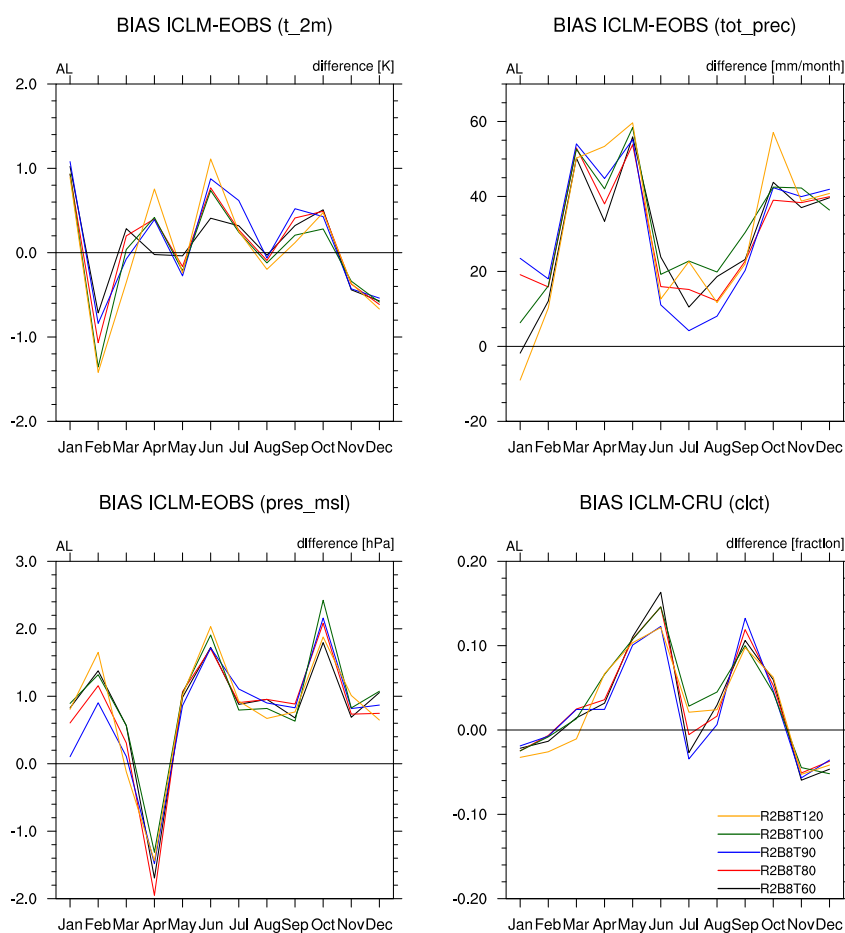 BIAS ICLM-EOBS (t_2m)
AL difference [K]
2.0
1.0
0.0
-1.0
-2.0
Jan Feb Mar Apr May Jun Jul Aug Sep Oct Nov Dec
BIAS ICLM-EOBS (tot_prec)
AL difference [mm/month]
60
40
20
0
-20
Jan Feb Mar Apr May Jun Jul Aug Sep Oct Nov Dec
BIAS ICLM-EOBS (pres_msl)
AL difference [hPa]
3.0
2.0
1.0
0.0
-1.0
-2.0
Jan Feb Mar Apr May Jun Jul Aug Sep Oct Nov Dec
BIAS ICLM-CRU (clct)
AL difference [fraction]
0.20
0.10
0.00
-0.10
-0.20
R2B8T120
R2B8T100
R2B8T90
R2B8T80
R2B8T60
Jan Feb Mar Apr May Jun Jul Aug Sep Oct Nov Dec